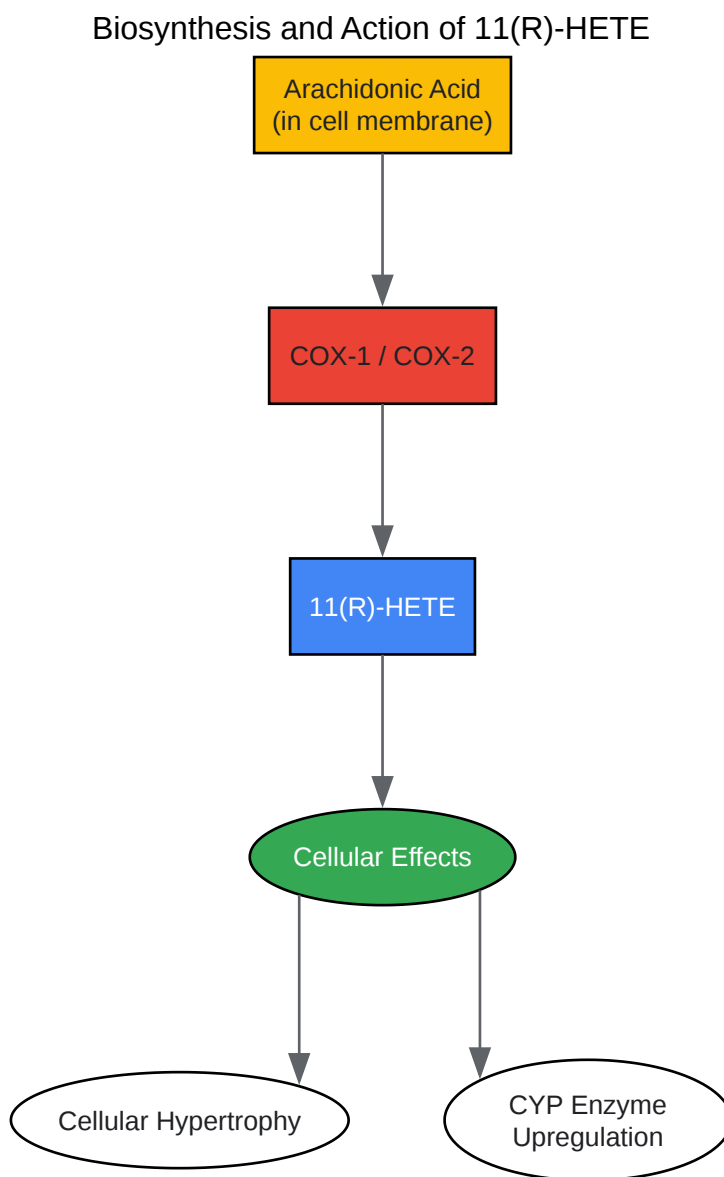 Biosynthesis and Action of 11(R)-HETE
Arachidonic Acid
(in cell membrane)
COX-1 / COX-2
11(R)-HETE
Cellular Effects
Cellular Hypertrophy
CYP Enzyme
Upregulation